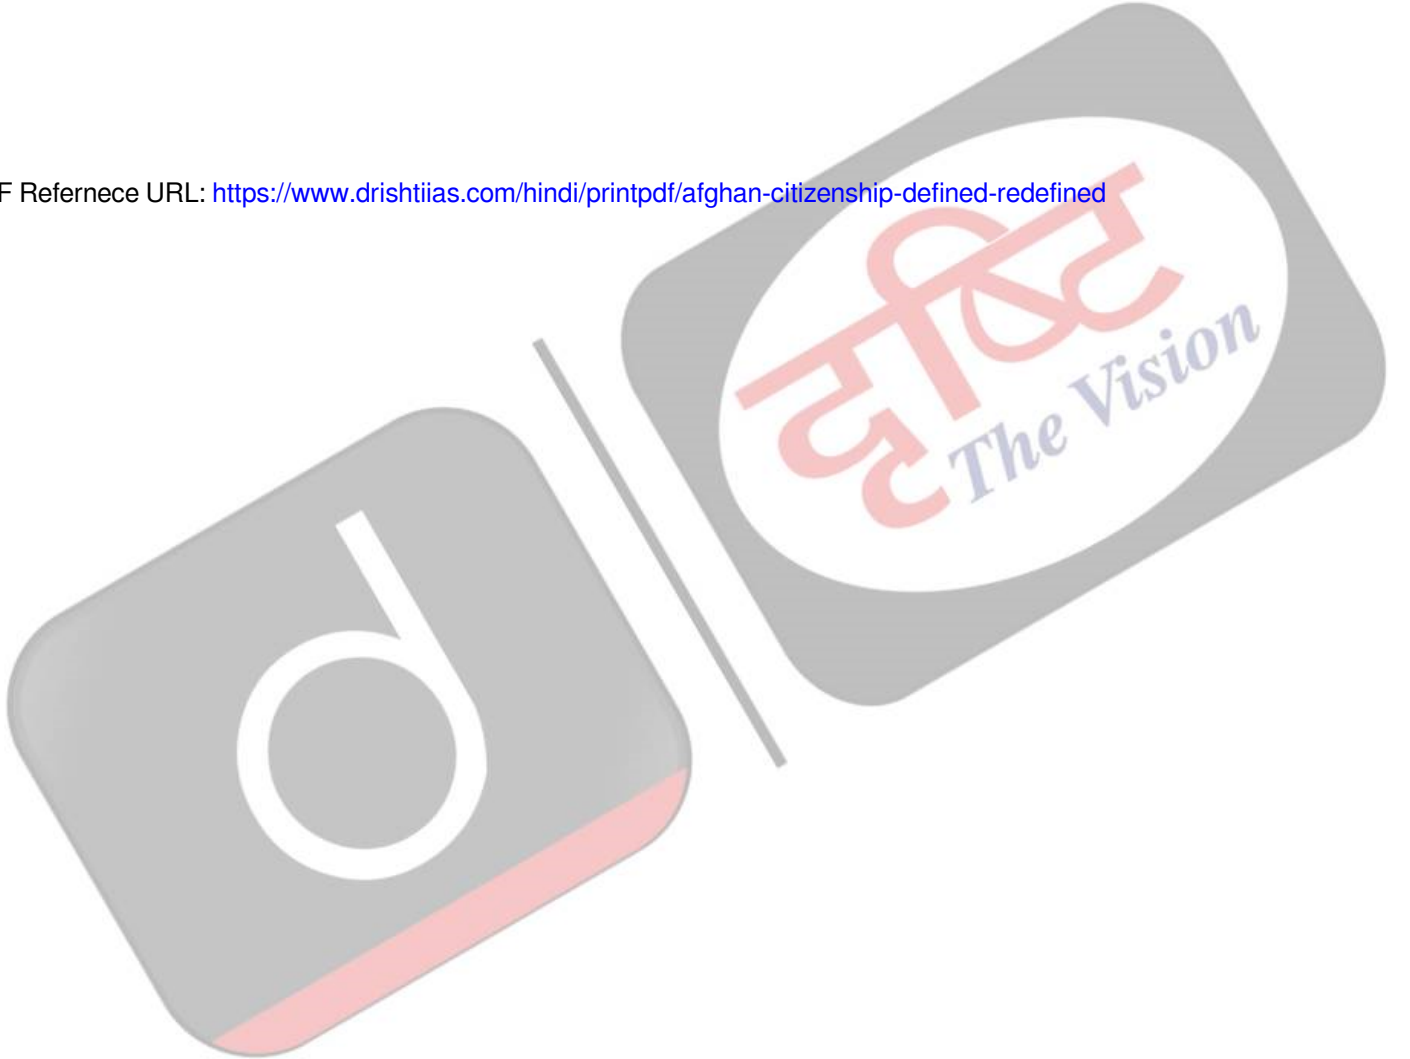 F Refernece URL: https://www.drishtiias.com/hindi/printpdf/afghan-citizenship-defined-redefined
दृष्टि
The Vision
d